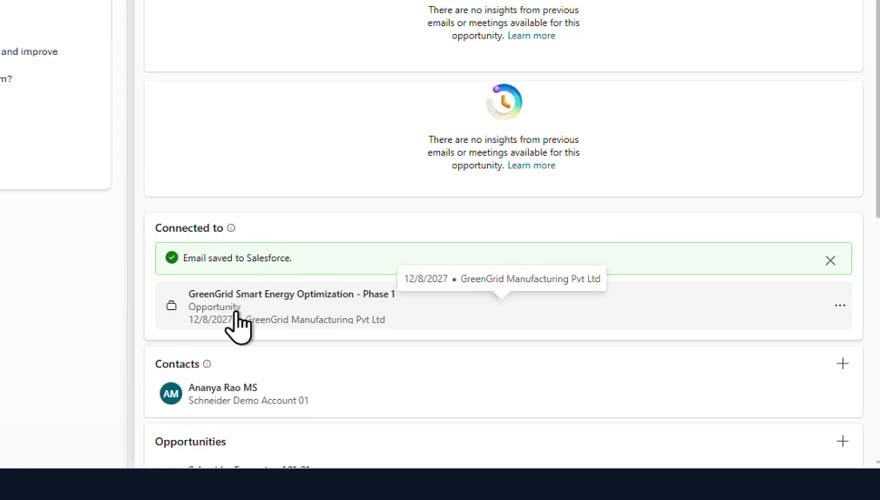 There are no insights from previous
emails or meetings available for this
opportunity. Learn more
and improve
m?
There are no insights from previous
emails or meetings available for this
opportunity. Learn more
Connected to
Email saved to Salesforce.
12/8/2027 • GreenGrid Manufacturing Pvt Ltd
GreenGrid Smart Energy Optimization - Phase 1
Opportunity
12/8/2027 GreenGrid Manufacturing Pvt Ltd
Contacts
AM
Ananya Rao MS
Schneider Demo Account 01
Opportunities